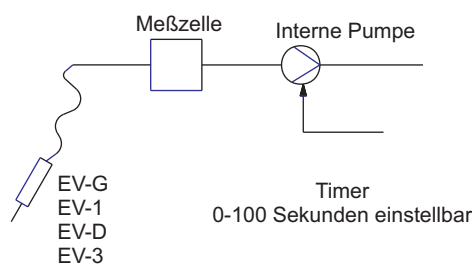 Meßzelle
Interne Pumpe
EV-G
EV-1
EV-D
EV-3
Timer
0-100 Sekunden einstellbar